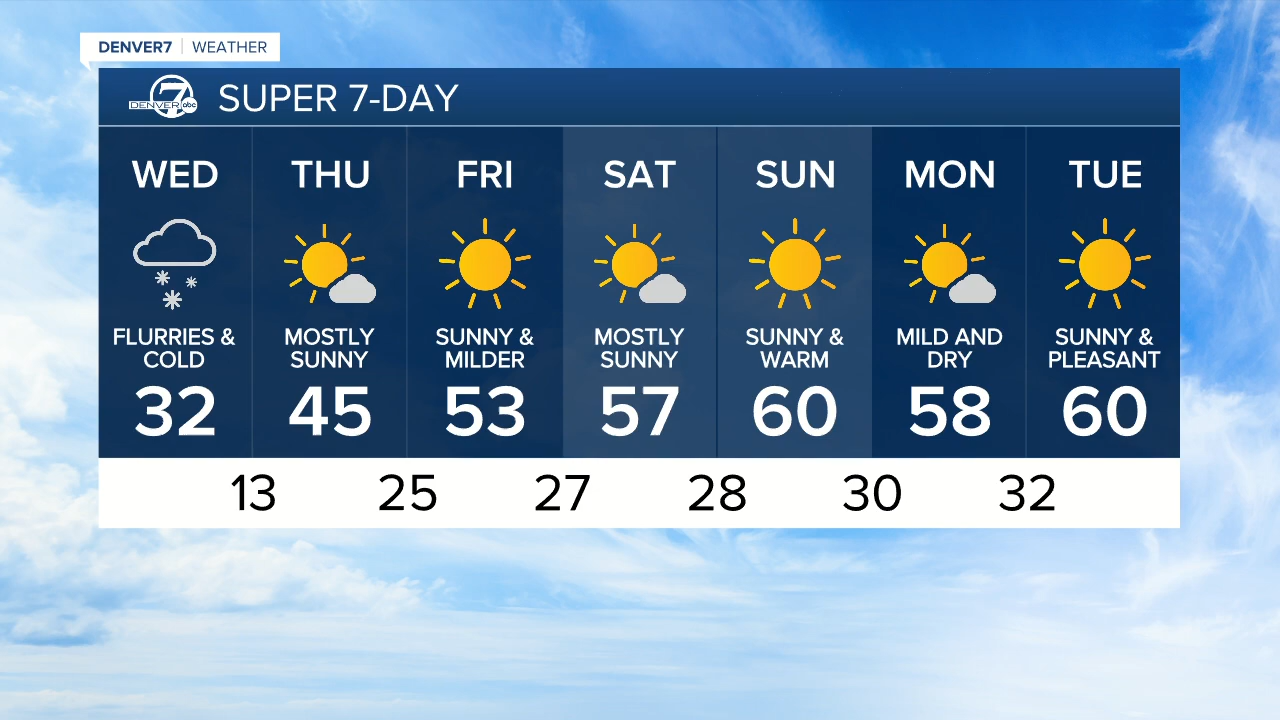 DENVER7 | WEATHER
7
DENVER abc
SUPER 7-DAY
WED THU FRI SAT SUN MON TUE
FLURRIES & MOSTLY SUNNY & MOSTLY SUNNY & MILD AND SUNNY &
COLD SUNNY MILDER SUNNY WARM DRY PLEASANT
32 45 53 57 60 58 60
13 25 27 28 30 32